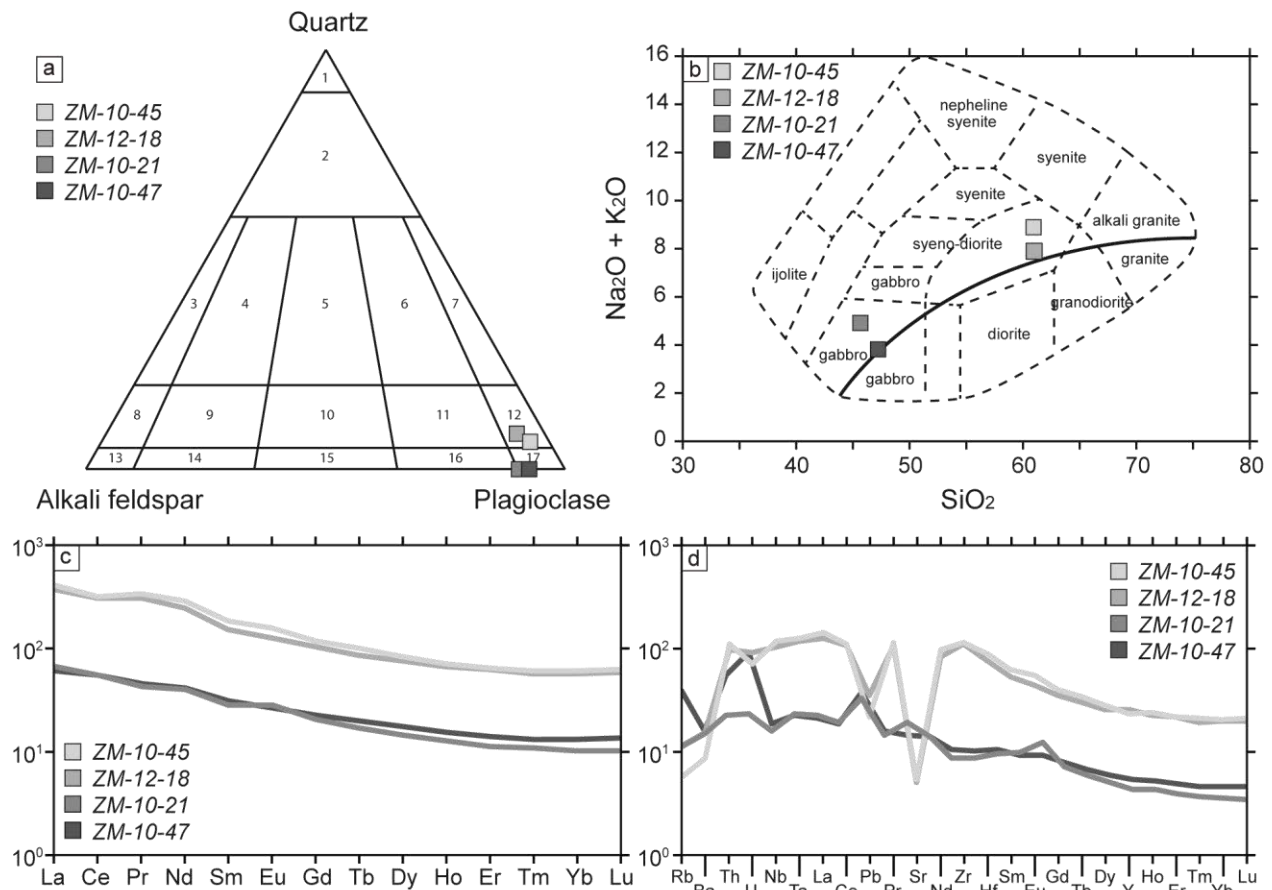 Quartz
a
ZM-10-45
ZM-12-18
ZM-10-21
ZM-10-47
1
2
3 4 5 6 7
8 9 10 11 12
13 14 15 16 17
Alkali feldspar Plagioclase
b
ZM-10-45
ZM-12-18
ZM-10-21
ZM-10-47
16
14
12
10
8
6
4
2
0
Na2O + K2O
nepheline
syenite
syenite
syenite
alkali granite
syeno-diorite
granite
ijolite
gabbro
granodiorite
diorite
gabbro
gabbro
30 40 50 60 70 80
SiO2
c
10³
10²
10¹
10⁰
ZM-10-45
ZM-12-18
ZM-10-21
ZM-10-47
La Ce Pr Nd Sm Eu Gd Tb Dy Ho Er Tm Yb Lu
d
10³
10²
10¹
10⁰
ZM-10-45
ZM-12-18
ZM-10-21
ZM-10-47
Rb Th Nb La Pb Sr Zr Sm Gd Dy Ho Tm Lu
Ba U Ta Ce Pr Nd Hf Eu Tb Y Er Yb